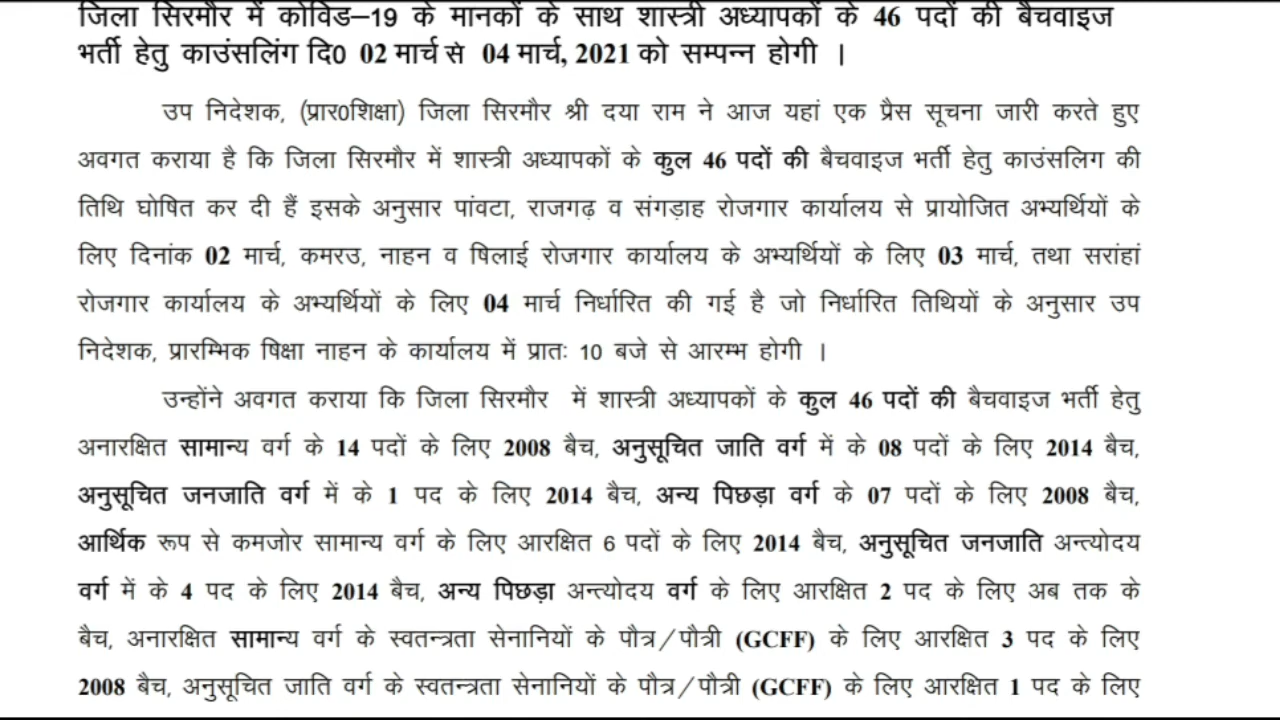 जिला सिरमौर में कोविड–19 के मानकों के साथ शास्त्री अध्यापकों के 46 पदों की बैचवाइज
भर्ती हेतु काउंसलिंग दि0 02 मार्च से 04 मार्च, 2021 को सम्पन्न होगी ।
उप निदेशक, (प्रार0शिक्षा) जिला सिरमौर श्री दया राम ने आज यहां एक प्रैस सूचना जारी करते हुए
अवगत कराया है कि जिला सिरमौर में शास्त्री अध्यापकों के कुल 46 पदों की बैचवाइज भर्ती हेतु काउंसलिग की
तिथि घोषित कर दी हैं इसके अनुसार पांवटा, राजगढ़ व संगड़ाह रोजगार कार्यालय से प्रायोजित अभ्यर्थियों के
लिए दिनांक 02 मार्च, कमरउ, नाहन व षिलाई रोजगार कार्यालय के अभ्यर्थियों के लिए 03 मार्च, तथा सरांहां
रोजगार कार्यालय के अभ्यर्थियों के लिए 04 मार्च निर्धारित की गई है जो निर्धारित तिथियों के अनुसार उप
निदेशक, प्रारम्भिक षिक्षा नाहन के कार्यालय में प्रातः 10 बजे से आरम्भ होगी ।
उन्होंने अवगत कराया कि जिला सिरमौर में शास्त्री अध्यापकों के कुल 46 पदों की बैचवाइज भर्ती हेतु
अनारक्षित सामान्य वर्ग के 14 पदों के लिए 2008 बैच, अनुसूचित जाति वर्ग में के 08 पदों के लिए 2014 बैच,
अनुसूचित जनजाति वर्ग में के 1 पद के लिए 2014 बैच, अन्य पिछड़ा वर्ग के 07 पदों के लिए 2008 बैच,
आर्थिक रूप से कमजोर सामान्य वर्ग के लिए आरक्षित 6 पदों के लिए 2014 बैच, अनुसूचित जनजाति अन्त्योदय
वर्ग में के 4 पद के लिए 2014 बैच, अन्य पिछड़ा अन्त्योदय वर्ग के लिए आरक्षित 2 पद के लिए अब तक के
बैच, अनारक्षित सामान्य वर्ग के स्वतन्त्रता सेनानियों के पौत्र/पौत्री (GCFF) के लिए आरक्षित 3 पद के लिए
2008 बैच, अनुसूचित जाति वर्ग के स्वतन्त्रता सेनानियों के पौत्र/पौत्री (GCFF) के लिए आरक्षित 1 पद के लिए